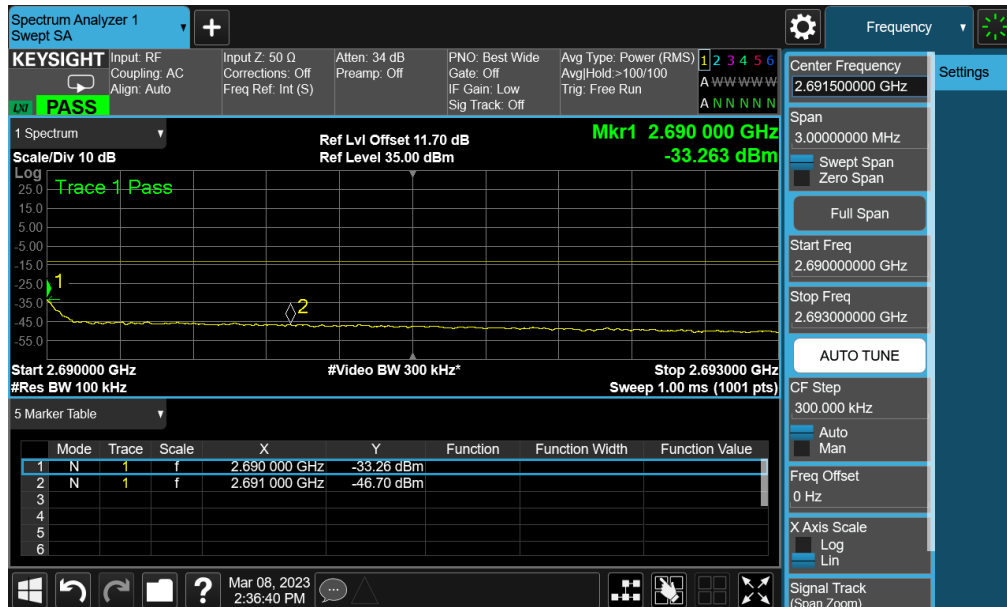 Spectrum Analyzer 1
Swept SA
Frequency
KEYSIGHT
LXI
PASS
Input: RF
Coupling: AC
Align: Auto
Input Z: 50 Ω
Corrections: Off
Freq Ref: Int (S)
Atten: 34 dB
Preamp: Off
PNO: Best Wide
Gate: Off
IF Gain: Low
Sig Track: Off
Avg Type: Power (RMS)
Avg|Hold:>100/100
Trig: Free Run
1 2 3 4 5 6
A W W W W W
A N N N N N
1 Spectrum
Scale/Div 10 dB
Ref Lvl Offset 11.70 dB
Ref Level 35.00 dBm
Mkr1 2.690 000 GHz
-33.263 dBm
Log
Trace 1 Pass
25.0
15.0
5.00
-5.00
-15.0
-25.0
-35.0
-45.0
-55.0
1
2
Start 2.690000 GHz
#Res BW 100 kHz
#Video BW 300 kHz*
Stop 2.693000 GHz
Sweep 1.00 ms (1001 pts)
5 Marker Table
Mode Trace Scale X Y Function Function Width Function Value
1 N 1 f 2.690 000 GHz -33.26 dBm
2 N 1 f 2.691 000 GHz -46.70 dBm
3
4
5
6
?
Mar 08, 2023
2:36:40 PM
Center Frequency
2.691500000 GHz
Settings
Span
3.00000000 MHz
Swept Span
Zero Span
Full Span
Start Freq
2.690000000 GHz
Stop Freq
2.693000000 GHz
AUTO TUNE
CF Step
300.000 kHz
Auto
Man
Freq Offset
0 Hz
X Axis Scale
Log
Lin
Signal Track
(Span Zoom)